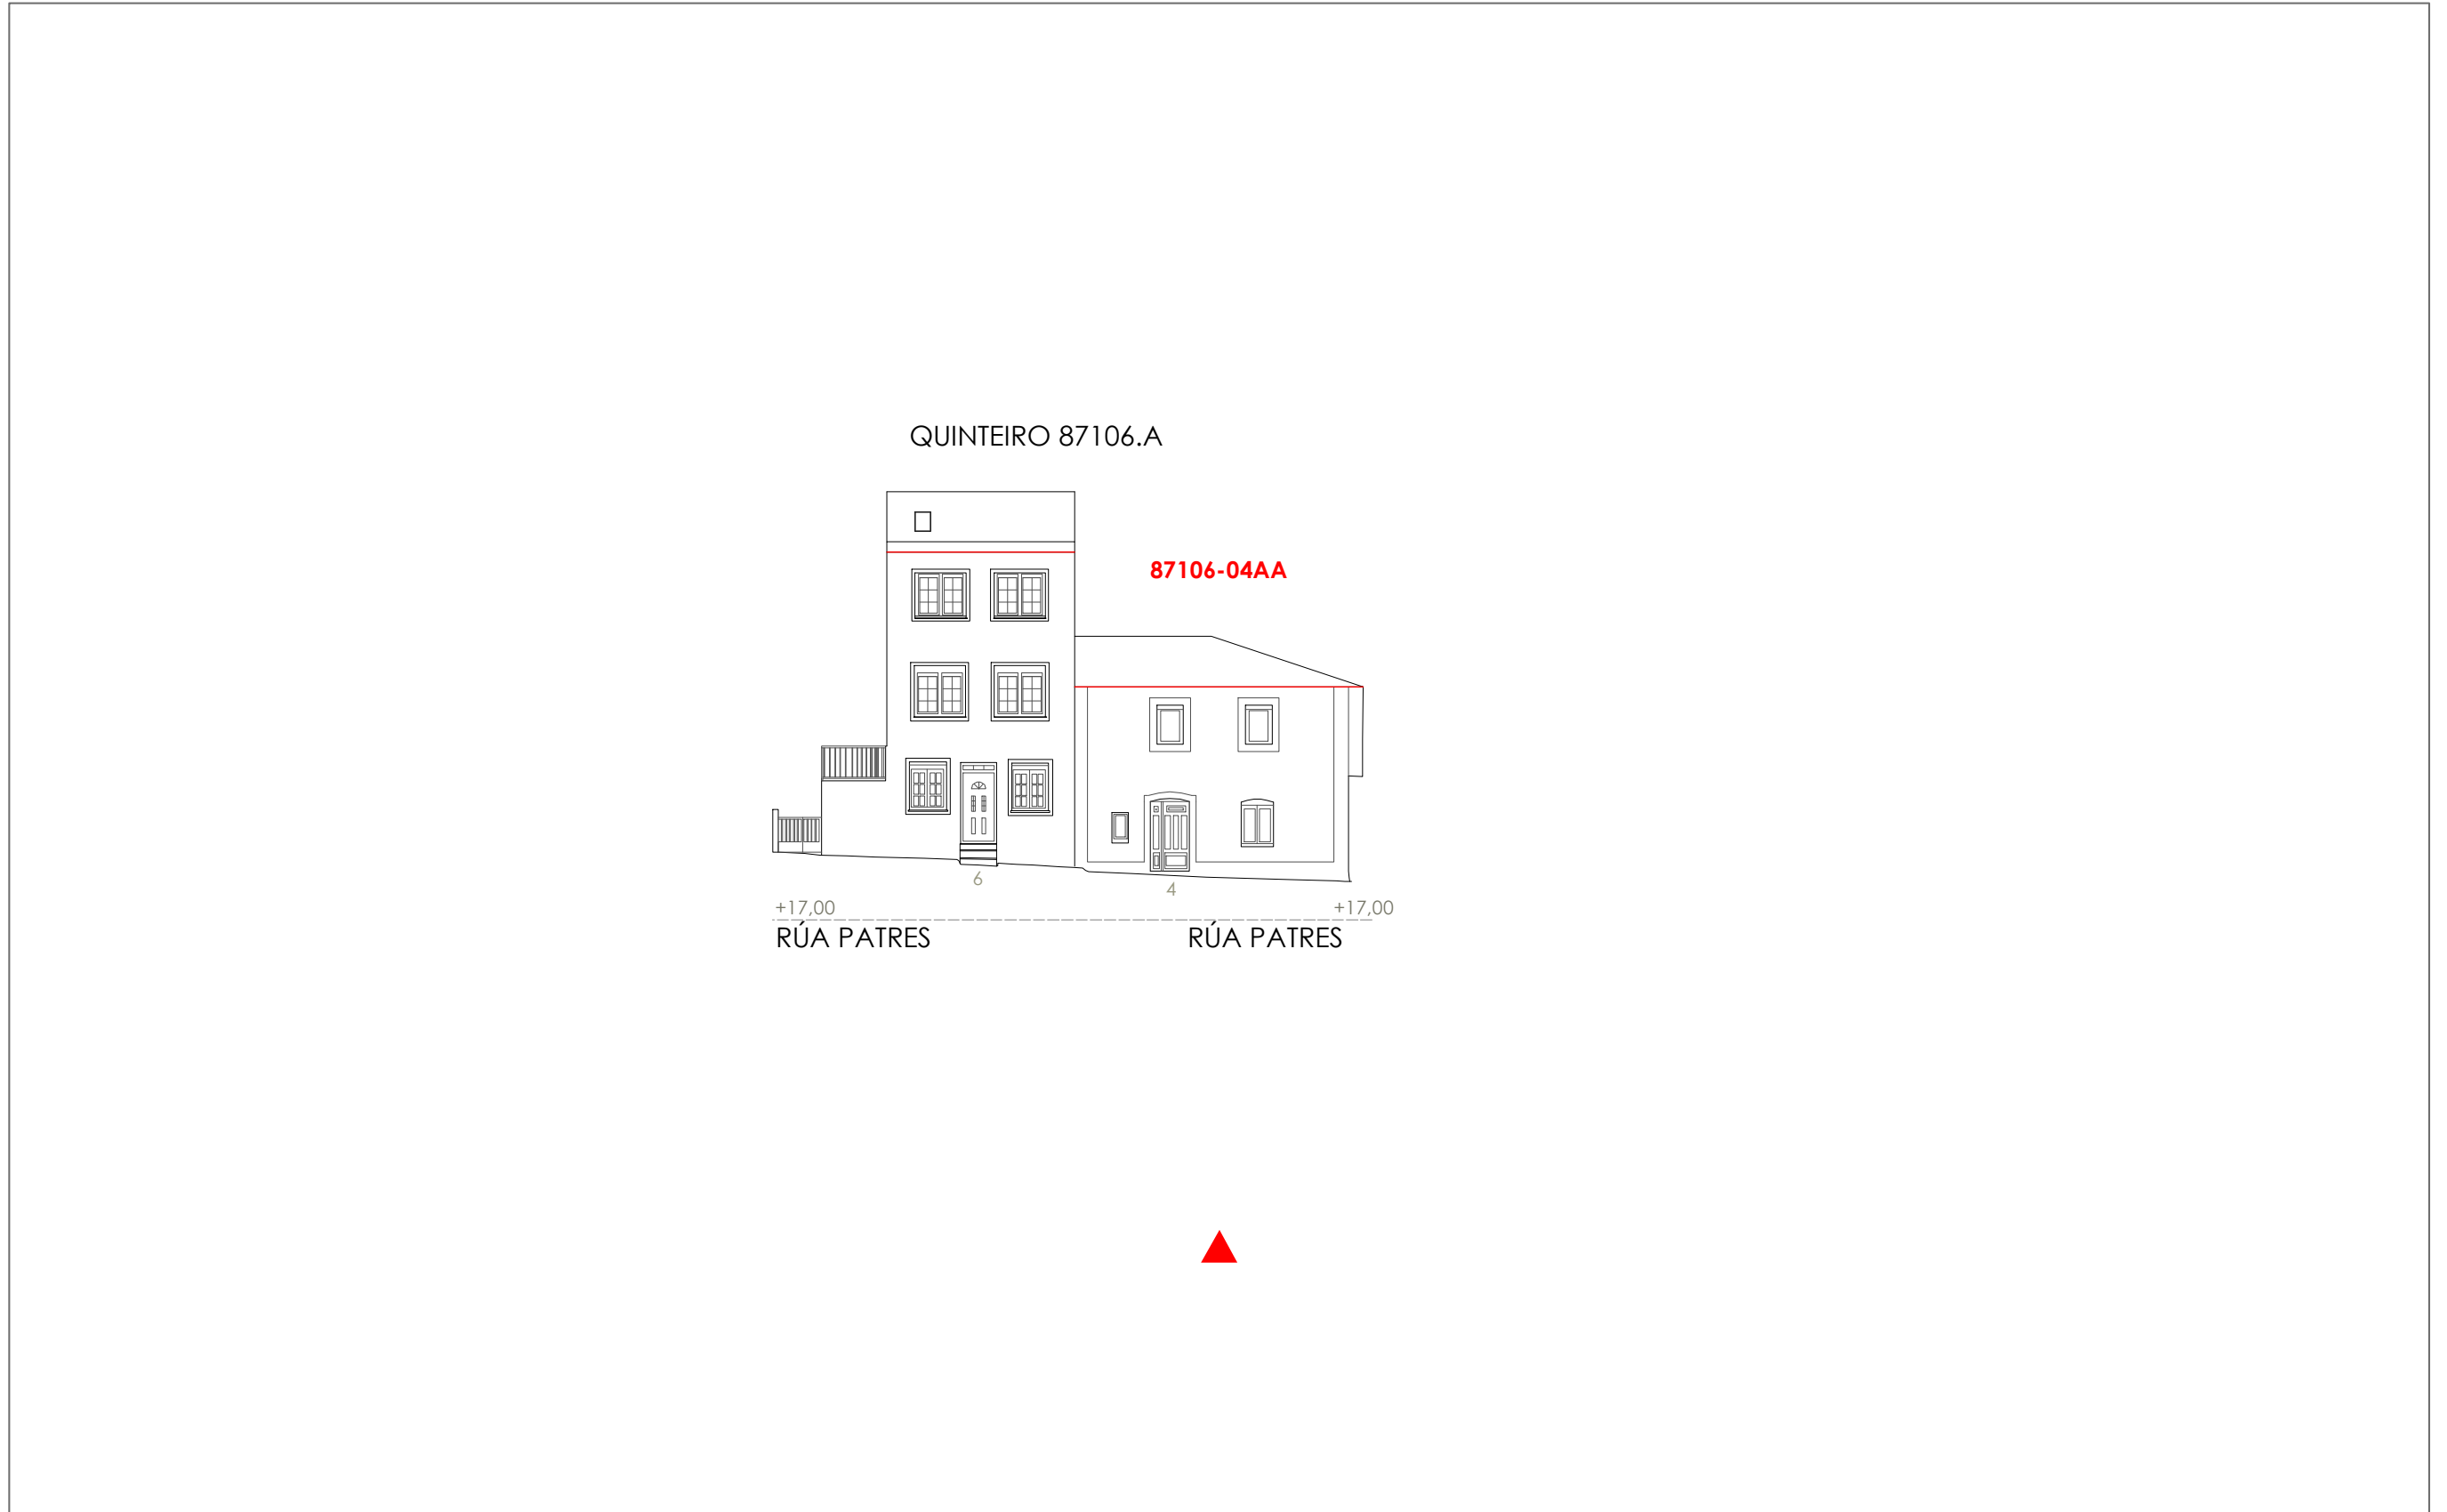 QUINTEIRO 87106.A
87106-04AA
6
4
+17,00 +17,00
RÚA PATRES RÚA PATRES